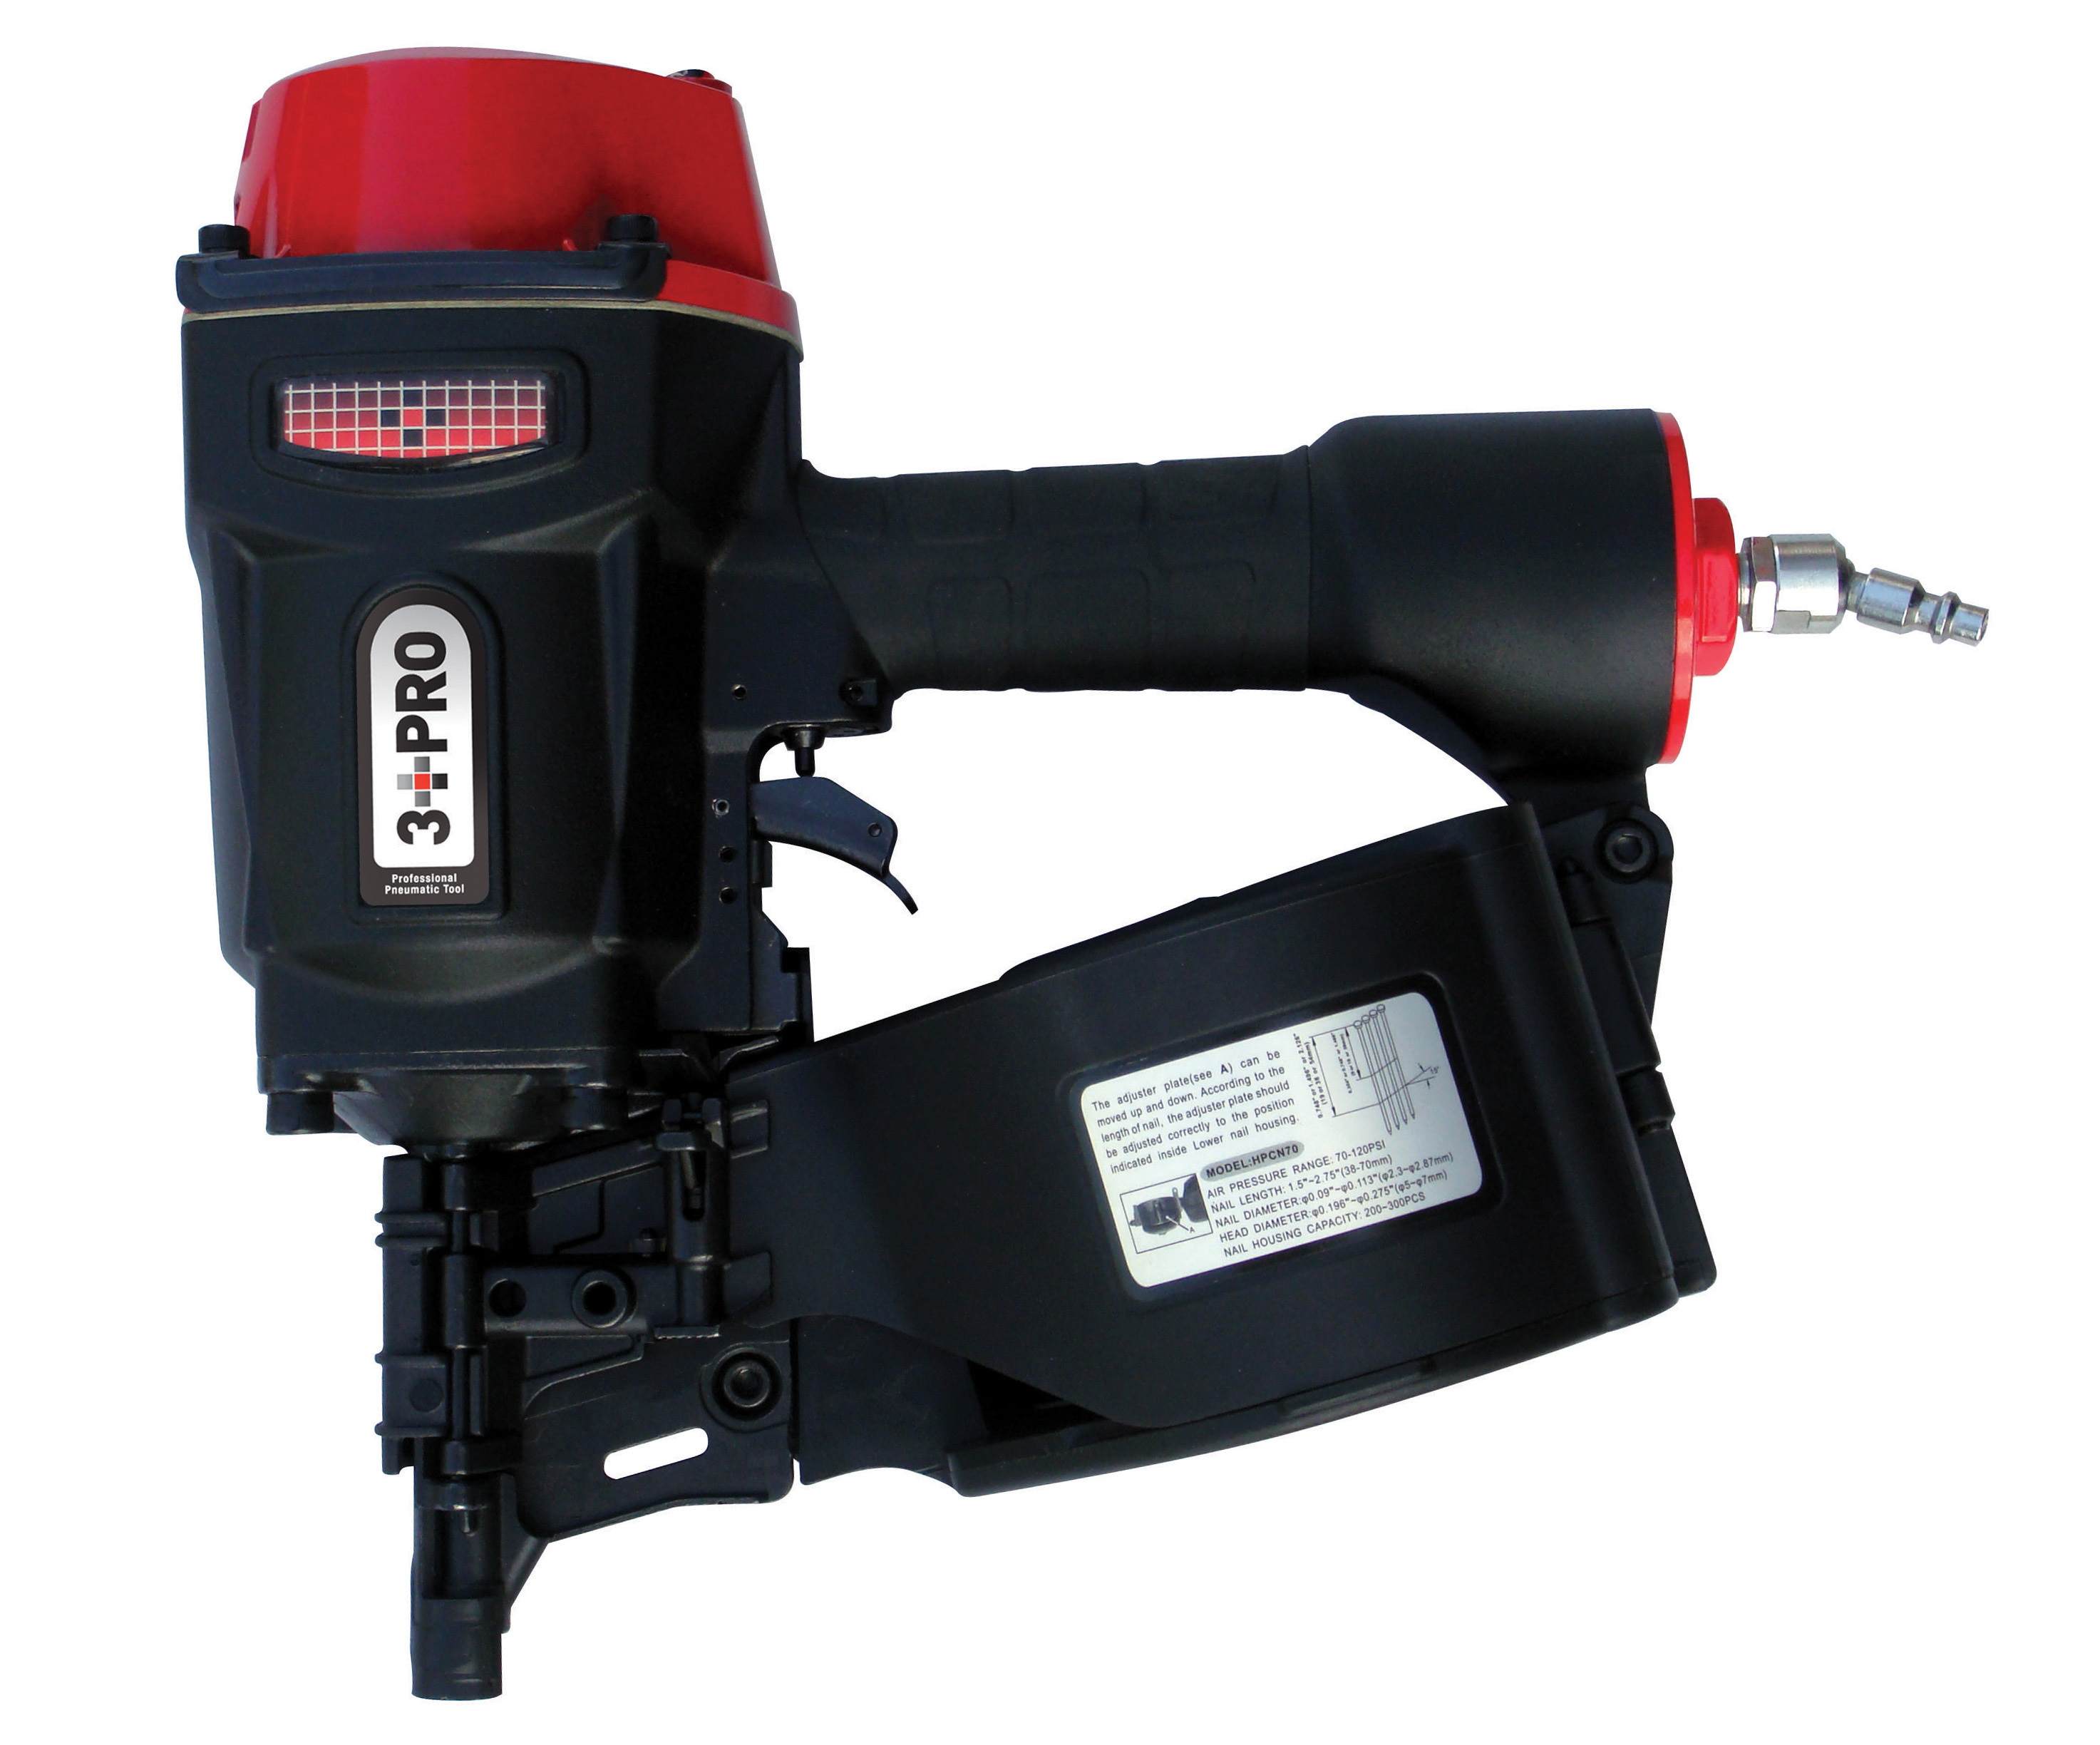 3 PRO
Professional
Pneumatic Tool
The adjuster plate(see A) can be
moved up and down. According to the
length of nail, the adjuster plate should
be adjusted correctly to the position
indicated inside Lower nail housing.
MODEL:HPCN70
AIR PRESSURE RANGE: 70-120PSI
NAIL LENGTH: 1.5"~2.75"(38-70mm)
NAIL DIAMETER:φ0.09"~φ0.113"(φ2.3~φ2.87mm)
HEAD DIAMETER:φ0.196"~φ0.275"(φ5~φ7mm)
NAIL HOUSING CAPACITY: 200-300PCS
A
15°